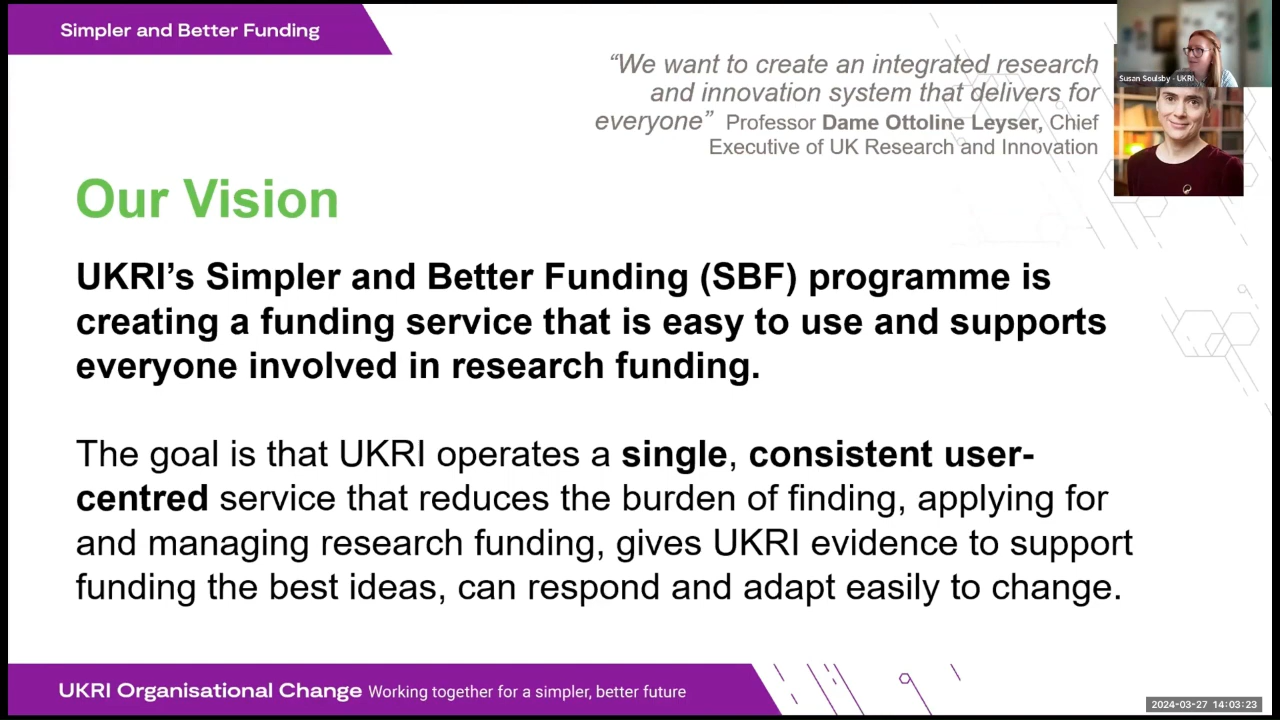 Simpler and Better Funding
“We want to create an integrated research
and innovation system that delivers for
everyone” Professor Dame Ottoline Leyser, Chief
Executive of UK Research and Innovation
Susan Soulsby - UKRI
Our Vision
UKRI’s Simpler and Better Funding (SBF) programme is
creating a funding service that is easy to use and supports
everyone involved in research funding.
The goal is that UKRI operates a single, consistent user-
centred service that reduces the burden of finding, applying for
and managing research funding, gives UKRI evidence to support
funding the best ideas, can respond and adapt easily to change.
UKRI Organisational Change Working together for a simpler, better future
2024-03-27 14:03:23